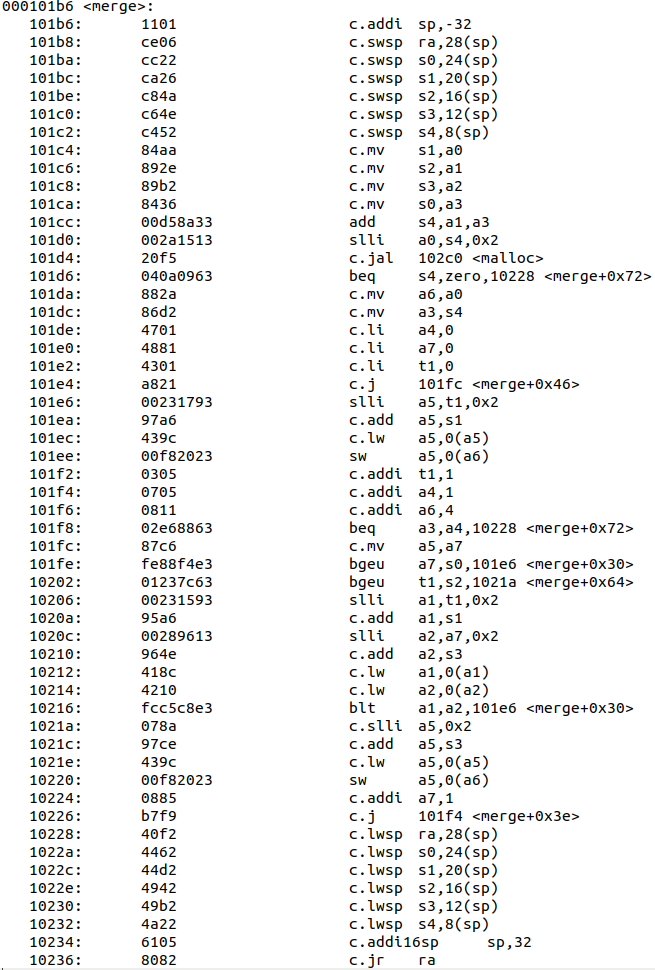 000101b6 <merge>:
101b6: 1101 c.addi sp,-32
101b8: ce06 c.swsp ra,28(sp)
101ba: cc22 c.swsp s0,24(sp)
101bc: ca26 c.swsp s1,20(sp)
101be: c84a c.swsp s2,16(sp)
101c0: c64e c.swsp s3,12(sp)
101c2: c452 c.swsp s4,8(sp)
101c4: 84aa c.mv s1,a0
101c6: 892e c.mv s2,a1
101c8: 89b2 c.mv s3,a2
101ca: 8436 c.mv s0,a3
101cc: 00d58a33 add s4,a1,a3
101d0: 002a1513 slli a0,s4,0x2
101d4: 20f5 c.jal 102c0 <malloc>
101d6: 040a0963 beq s4,zero,10228 <merge+0x72>
101da: 882a c.mv a6,a0
101dc: 86d2 c.mv a3,s4
101de: 4701 c.li a4,0
101e0: 4881 c.li a7,0
101e2: 4301 c.li t1,0
101e4: a821 c.j 101fc <merge+0x46>
101e6: 00231793 slli a5,t1,0x2
101ea: 97a6 c.add a5,s1
101ec: 439c c.lw a5,0(a5)
101ee: 00f82023 sw a5,0(a6)
101f2: 0305 c.addi t1,1
101f4: 0705 c.addi a4,1
101f6: 0811 c.addi a6,4
101f8: 02e68863 beq a3,a4,10228 <merge+0x72>
101fc: 87c6 c.mv a5,a7
101fe: fe88f4e3 bgeu a7,s0,101e6 <merge+0x30>
10202: 01237c63 bgeu t1,s2,1021a <merge+0x64>
10206: 00231593 slli a1,t1,0x2
1020a: 95a6 c.add a1,s1
1020c: 00289613 slli a2,a7,0x2
10210: 964e c.add a2,s3
10212: 418c c.lw a1,0(a1)
10214: 4210 c.lw a2,0(a2)
10216: fcc5c8e3 blt a1,a2,101e6 <merge+0x30>
1021a: 078a c.slli a5,0x2
1021c: 97ce c.add a5,s3
1021e: 439c c.lw a5,0(a5)
10220: 00f82023 sw a5,0(a6)
10224: 0885 c.addi a7,1
10226: b7f9 c.j 101f4 <merge+0x3e>
10228: 40f2 c.lwsp ra,28(sp)
1022a: 4462 c.lwsp s0,24(sp)
1022c: 44d2 c.lwsp s1,20(sp)
1022e: 4942 c.lwsp s2,16(sp)
10230: 49b2 c.lwsp s3,12(sp)
10232: 4a22 c.lwsp s4,8(sp)
10234: 6105 c.addi16sp sp,32
10236: 8082 c.jr ra